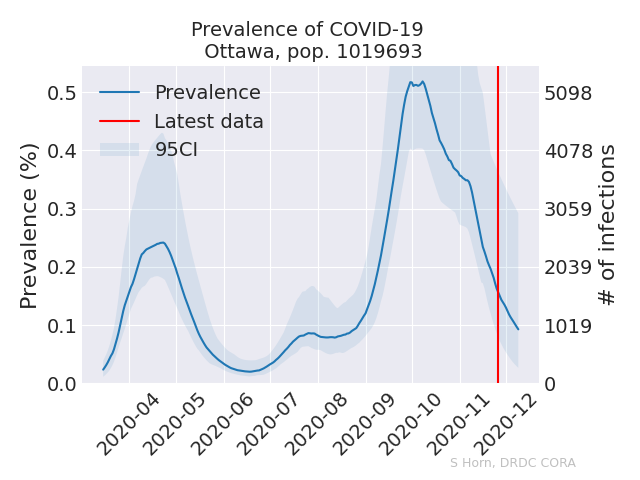 Prevalence of COVID-19
Ottawa, pop. 1019693
Prevalence
Latest data
95CI
Prevalence (%)
0.5
0.4
0.3
0.2
0.1
0.0
5098
4078
3059
2039
1019
0
# of infections
2020-04
2020-05
2020-06
2020-07
2020-08
2020-09
2020-10
2020-11
2020-12
S Horn, DRDC CORA